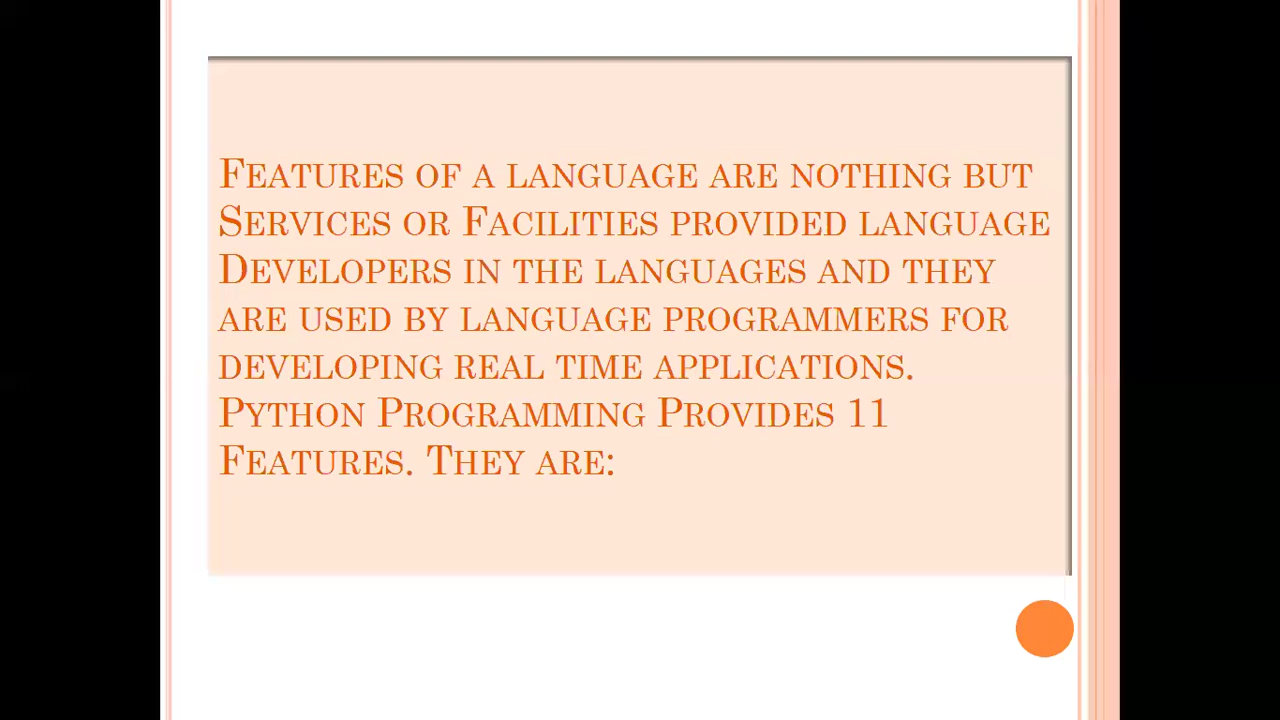 Features of a language are nothing but
Services or Facilities provided language
Developers in the languages and they
are used by language programmers for
developing real time applications.
Python Programming Provides 11
Features. They are: